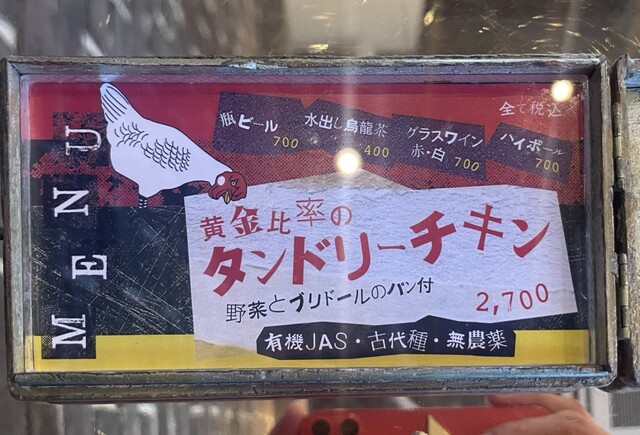 MENU
全て税込
瓶ビール
700
水出し烏龍茶
400
グラスワイン
赤・白 700
ハイボール
700
黄金比率の
タンドリーチキン
野菜とブリドールのパン付
2,700
有機JAS・古代種・無農薬